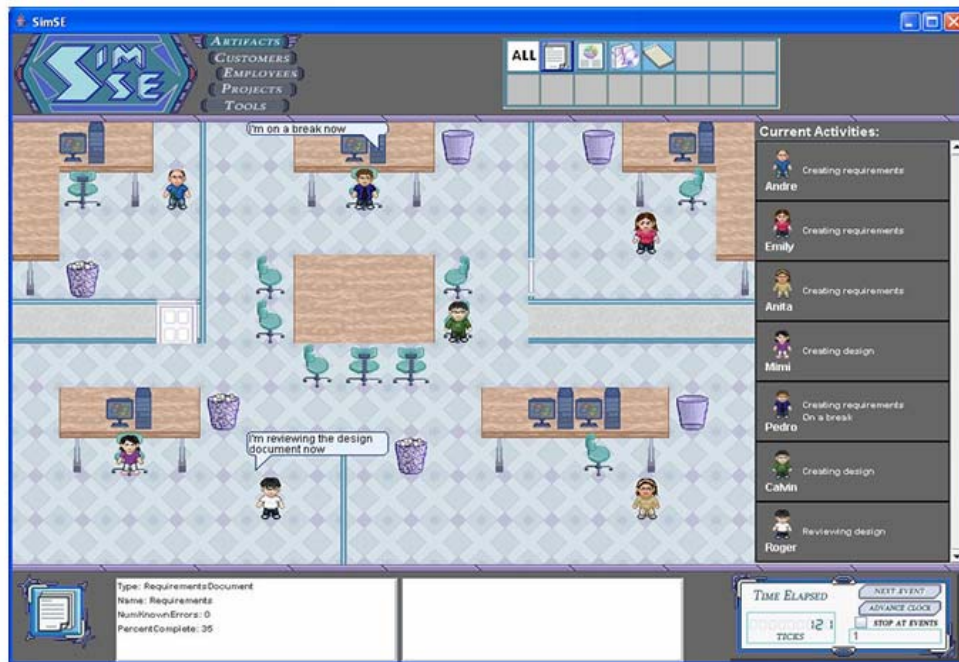 SimSE
SIM
SE
ARTIFACTS
CUSTOMERS
EMPLOYEES
PROJECTS
TOOLS
ALL
I'm on a break now
I'm reviewing the design
document now
Current Activities:
Andre
Creating requirements
Emily
Creating requirements
Anita
Creating requirements
Mimi
Creating design
Pedro
Creating requirements
On a break
Calvin
Creating design
Roger
Reviewing design
Type: RequirementsDocument
Name: Requirements
NumKnownErrors: 0
PercentComplete: 35
TIME ELAPSED
121
TICKS
NEXT EVENT
ADVANCE CLOCK
STOP AT EVENTS
1